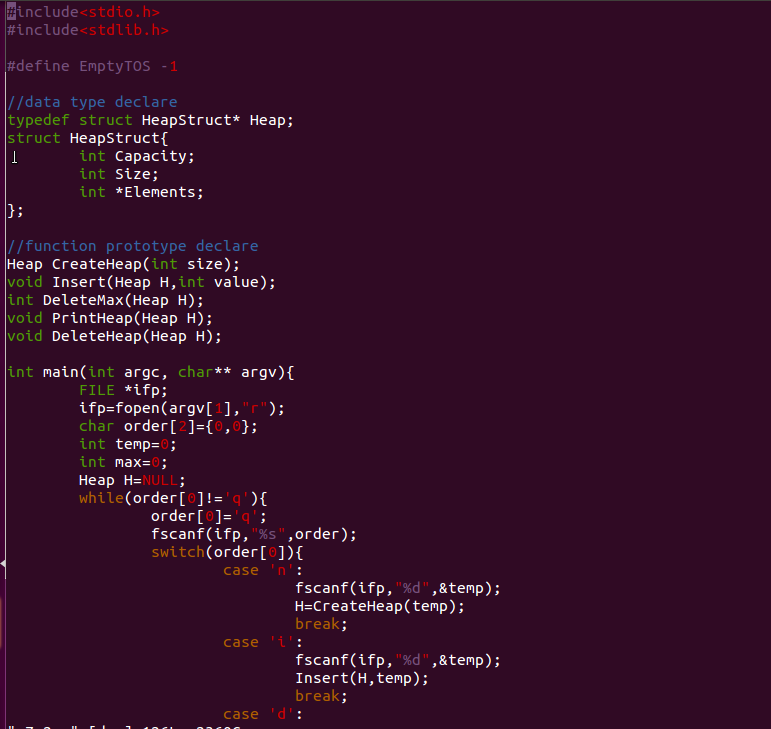 #include<stdio.h>
#include<stdlib.h>
#define EmptyTOS -1
//data type declare
typedef struct HeapStruct* Heap;
struct HeapStruct{
int Capacity;
int Size;
int *Elements;
};
//function prototype declare
Heap CreateHeap(int size);
void Insert(Heap H,int value);
int DeleteMax(Heap H);
void PrintHeap(Heap H);
void DeleteHeap(Heap H);
int main(int argc, char** argv){
FILE *ifp;
ifp=fopen(argv[1],"r");
char order[2]={0,0};
int temp=0;
int max=0;
Heap H=NULL;
while(order[0]!='q'){
order[0]='q';
fscanf(ifp,"%s",order);
switch(order[0]){
case 'n':
fscanf(ifp,"%d",&temp);
H=CreateHeap(temp);
break;
case 'i':
fscanf(ifp,"%d",&temp);
Insert(H,temp);
break;
case 'd':